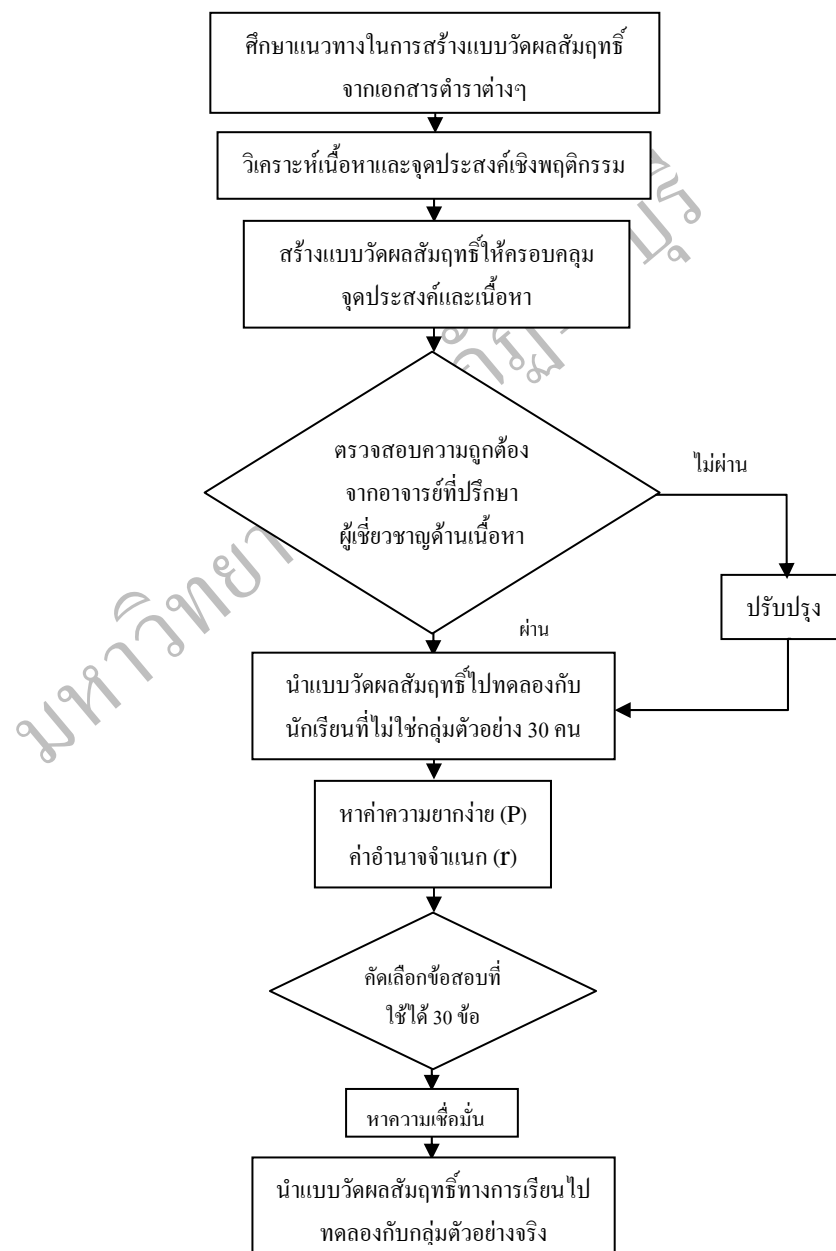 ศึกษาแนวทางในการสร้างแบบวัดผลสัมฤทธิ์
จากเอกสารตำราต่างๆ
วิเคราะห์เนื้อหาและจุดประสงค์เชิงพฤติกรรม
สร้างแบบวัดผลสัมฤทธิ์ให้ครอบคลุม
จุดประสงค์และเนื้อหา
ตรวจสอบความถูกต้อง
จากอาจารย์ที่ปรึกษา
ผู้เชี่ยวชาญด้านเนื้อหา
ไม่ผ่าน
ปรับปรุง
ผ่าน
นำแบบวัดผลสัมฤทธิ์ไปทดลองกับ
นักเรียนที่ไม่ใช่กลุ่มตัวอย่าง 30 คน
หาค่าความยากง่าย (P)
ค่าอำนาจจำแนก (r)
คัดเลือกข้อสอบที่
ใช้ได้ 30 ข้อ
หาความเชื่อมั่น
นำแบบวัดผลสัมฤทธิ์ทางการเรียนไป
ทดลองกับกลุ่มตัวอย่างจริง